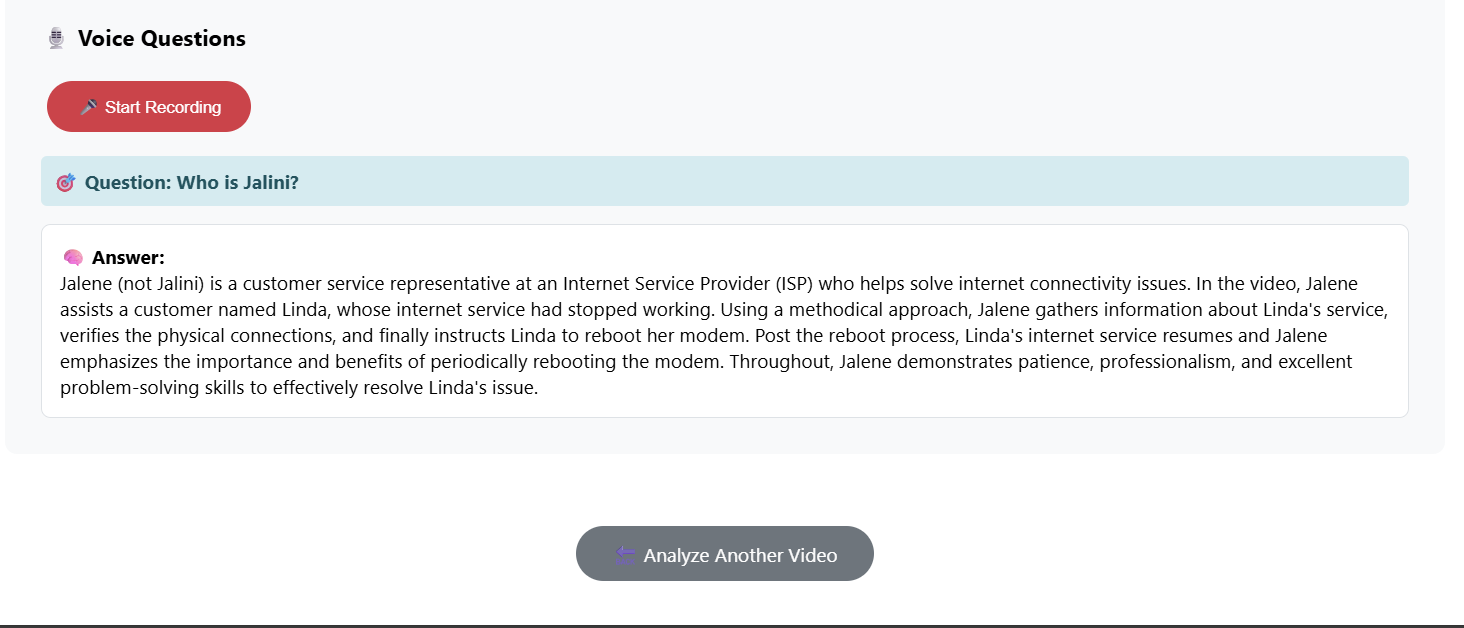 Voice Questions
Start Recording
Question: Who is Jalini?
Answer:
Jalene (not Jalini) is a customer service representative at an Internet Service Provider (ISP) who helps solve internet connectivity issues. In the video, Jalene
assists a customer named Linda, whose internet service had stopped working. Using a methodical approach, Jalene gathers information about Linda's service,
verifies the physical connections, and finally instructs Linda to reboot her modem. Post the reboot process, Linda's internet service resumes and Jalene
emphasizes the importance and benefits of periodically rebooting the modem. Throughout, Jalene demonstrates patience, professionalism, and excellent
problem-solving skills to effectively resolve Linda's issue.
Analyze Another Video